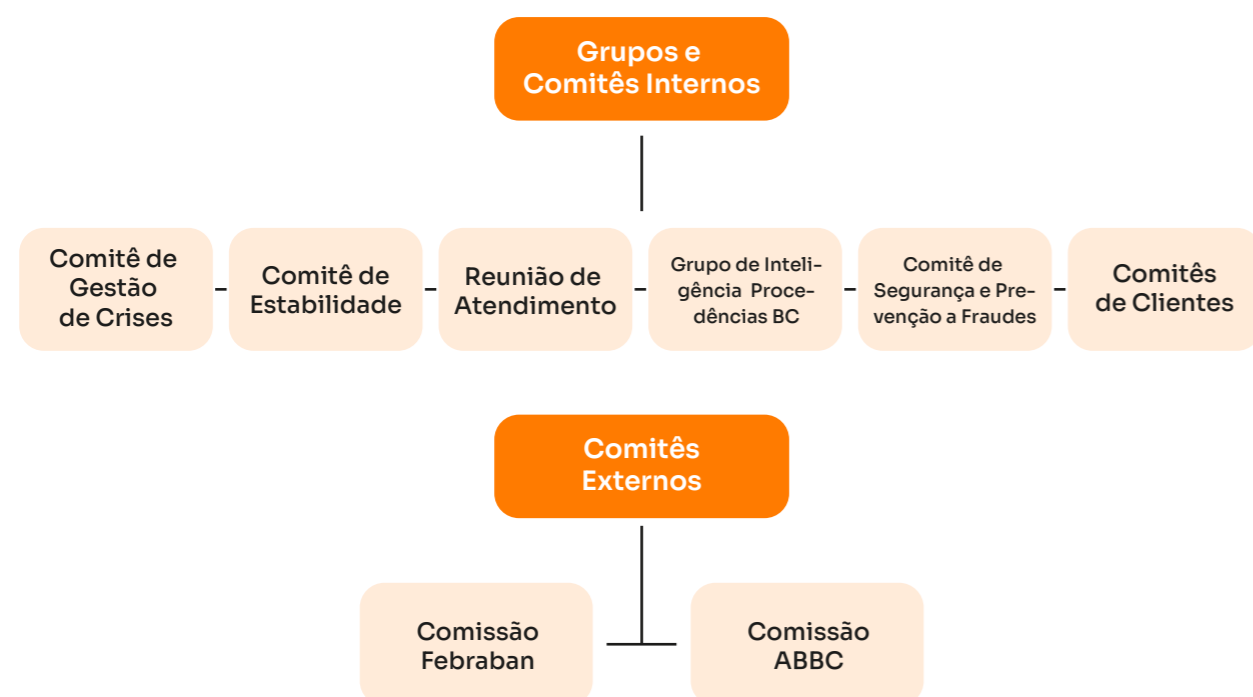 Grupos e
Comitês Internos
Comitê de
Gestão
de Crises
Comitê de
Estabilidade
Reunião de
Atendimento
Grupo de Inteli-
gência Proce-
dências BC
Comitê de
Segurança e Pre-
venção a Fraudes
Comitês
de Clientes
Comitês
Externos
Comissão
Febraban
Comissão
ABBC